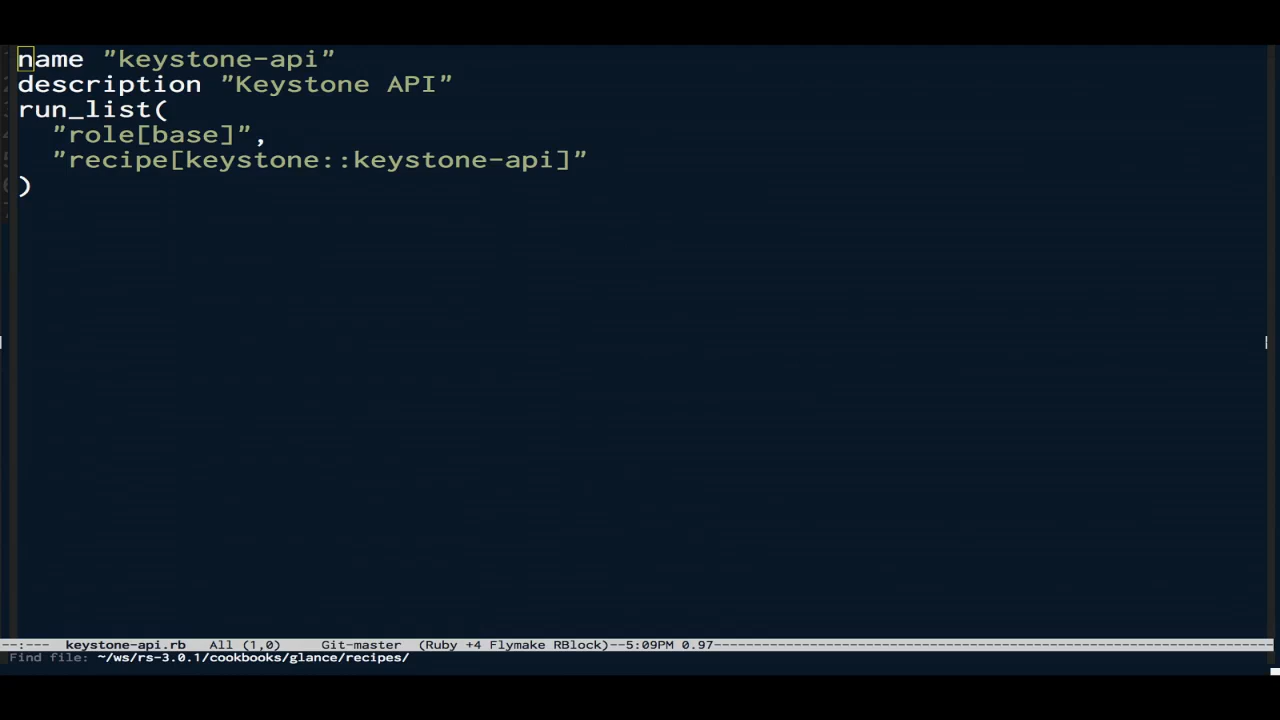 name "keystone-api"
description "Keystone API"
run_list(
  "role[base]",
  "recipe[keystone::keystone-api]"
)
--:---  keystone-api.rb   All (1,0)     Git-master  (Ruby +4 Flymake RBlock)--5:09PM 0.97----------------------------------------------------------------
Find file: ~/ws/rs-3.0.1/cookbooks/glance/recipes/